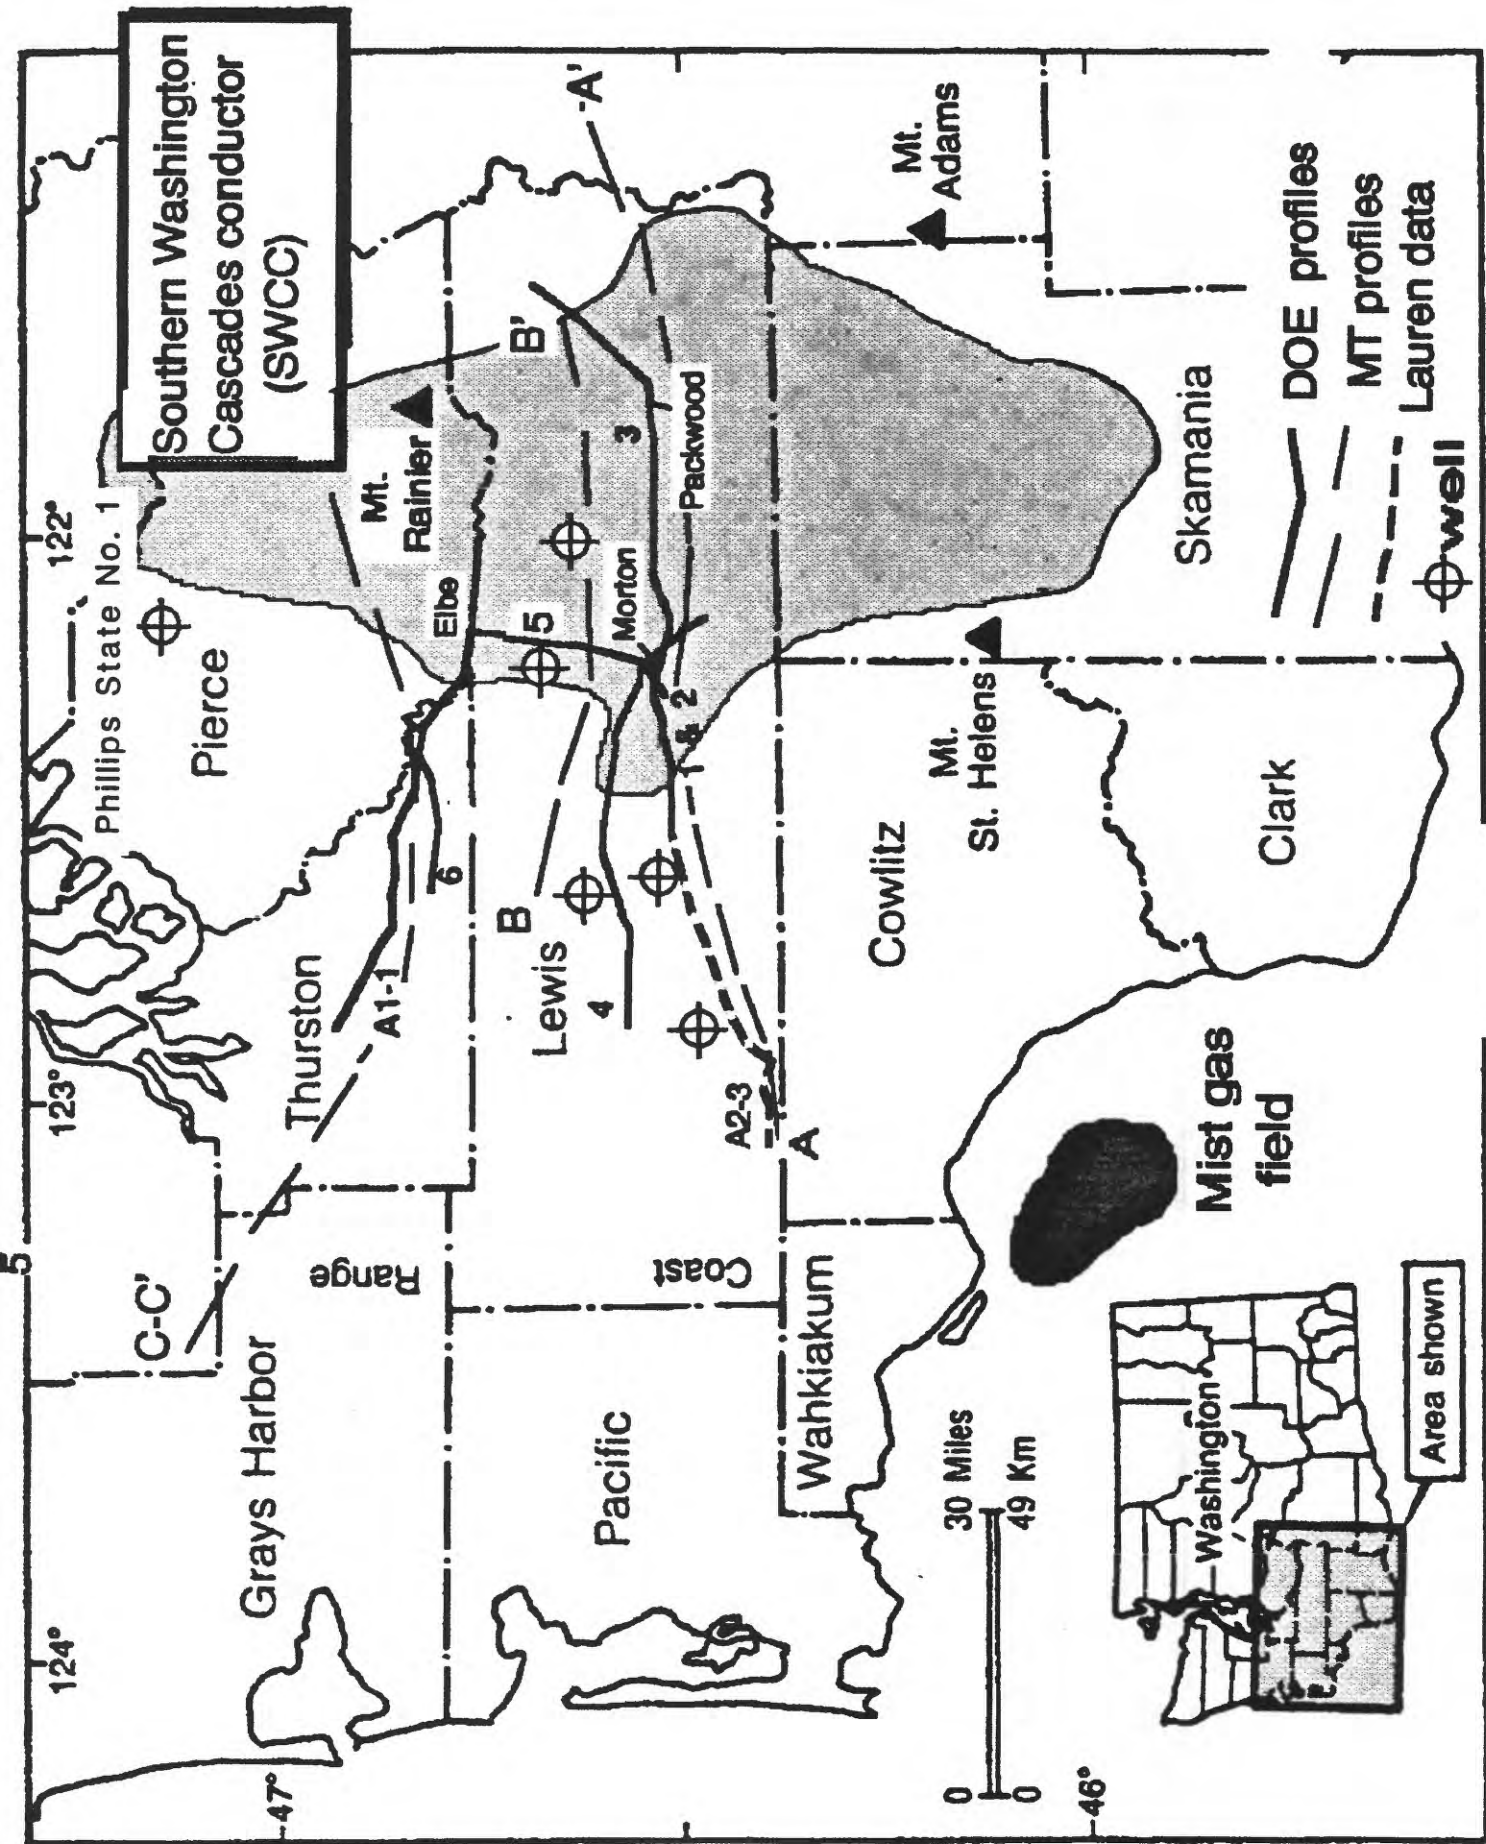 5
124°
123°
122°
47°
46°
Southern Washington
Cascades conductor
(SWCC)
Phillips State No. 1
C-C'
Grays Harbor
Thurston
Pierce
Range
A1-1
6
Elbe
Mt.
Rainier
B
B'
5
Lewis
4
Morton
3
Packwood
-A'
1 & 2
Pacific
Coast
A2-3
A
Wahkiakum
Cowlitz
Mt.
St. Helens
Mt.
Adams
Skamania
Clark
Mist gas
field
0
30 Miles
0
49 Km
Washington
Area shown
DOE profiles
MT profiles
Lauren data
well